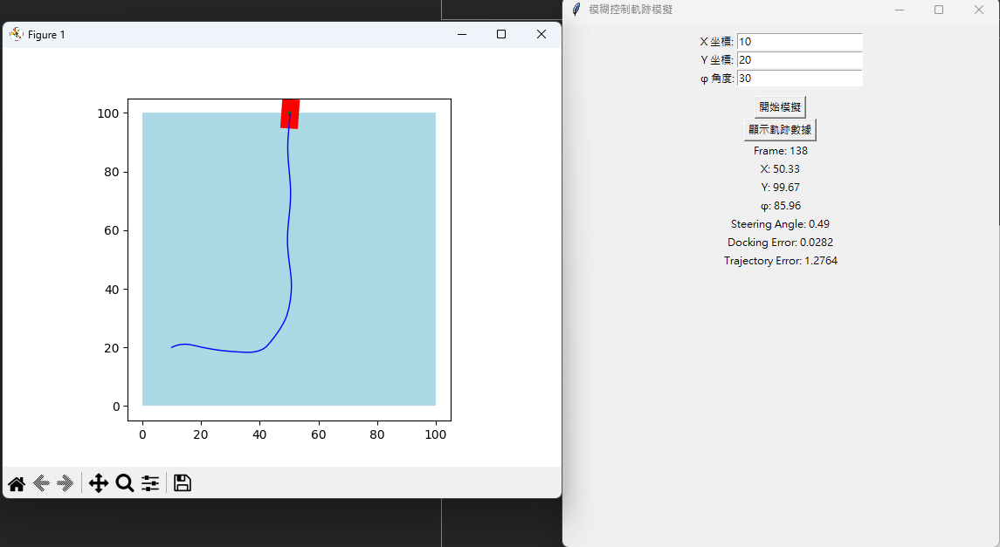 Figure 1
100
80
60
40
20
0
0 20 40 60 80 100
模糊控制軌跡模擬
X 坐標: 10
Y 坐標: 20
φ 角度: 30
開始模擬
顯示軌跡數據
Frame: 138
X: 50.33
Y: 99.67
φ: 85.96
Steering Angle: 0.49
Docking Error: 0.0282
Trajectory Error: 1.2764